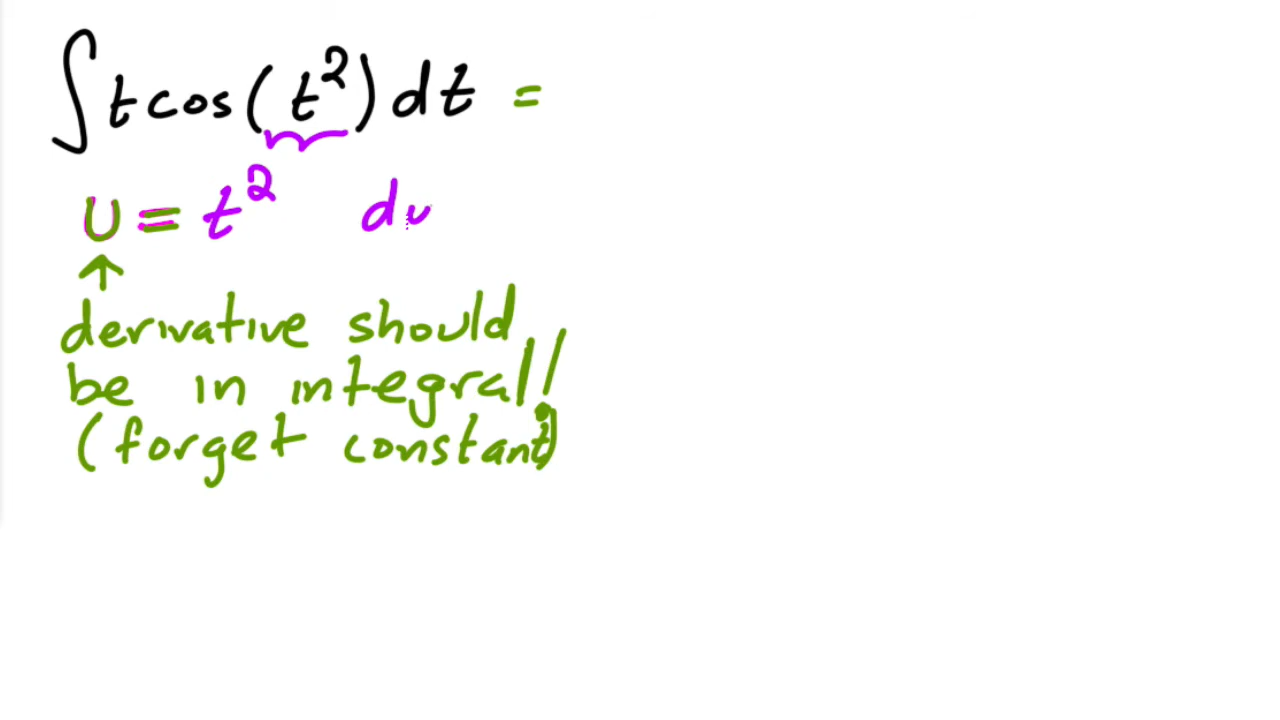 ∫ t cos(t²) dt =
u = t² du
↑
derivative should
be in integral!
(forget constant)